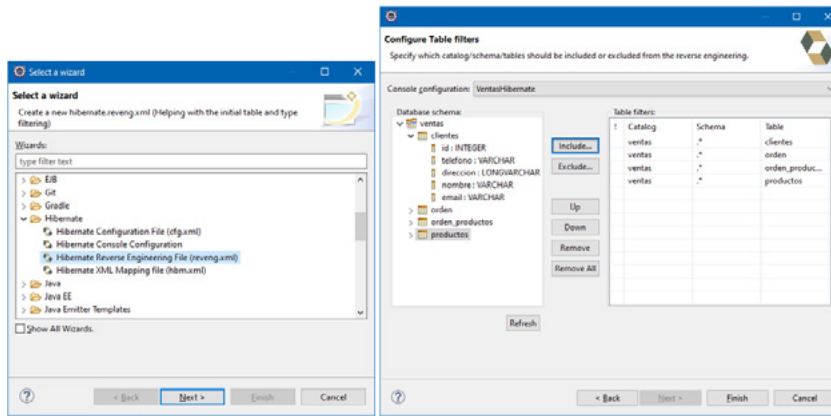 Select a wizard
Select a wizard
Create a new hibernate.reveng.xml (Helping with the initial table and type
filtering)
Wizards:
type filter text
EJB
Git
Gradle
Hibernate
Hibernate Configuration File (cfg.xml)
Hibernate Console Configuration
Hibernate Reverse Engineering File (reveng.xml)
Hibernate XML Mapping file (hbm.xml)
Java
Java EE
Java Emitter Templates
Show All Wizards.
< Back
Next >
Finish
Cancel
Configure Table filters
Specify which catalog/schema/tables should be included or excluded from the reverse engineering.
Console configuration: VentasHibernate
Database schema:
ventas
clientes
id : INTEGER
telefono : VARCHAR
direccion : LONGVARCHAR
nombre : VARCHAR
email : VARCHAR
orden
orden_productos
productos
Refresh
Include...
Exclude...
Up
Down
Remove
Remove All
Table filters:
! Catalog Schema Table
ventas .* clientes
ventas .* orden
ventas .* orden_produc...
ventas .* productos
< Back
Next >
Finish
Cancel